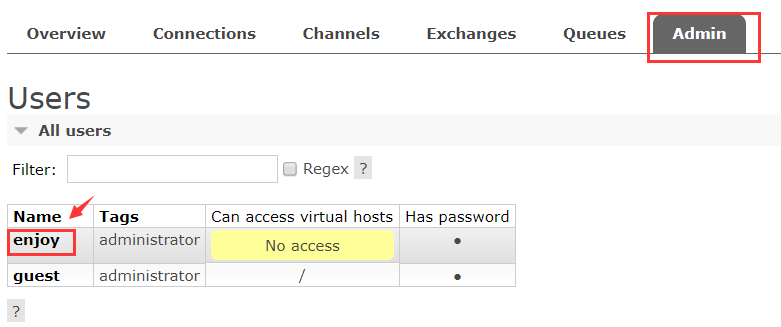 Overview Connections Channels Exchanges Queues Admin
Users
All users
Filter: Regex ?
Name Tags Can access virtual hosts Has password
enjoy administrator No access •
guest administrator / •
?